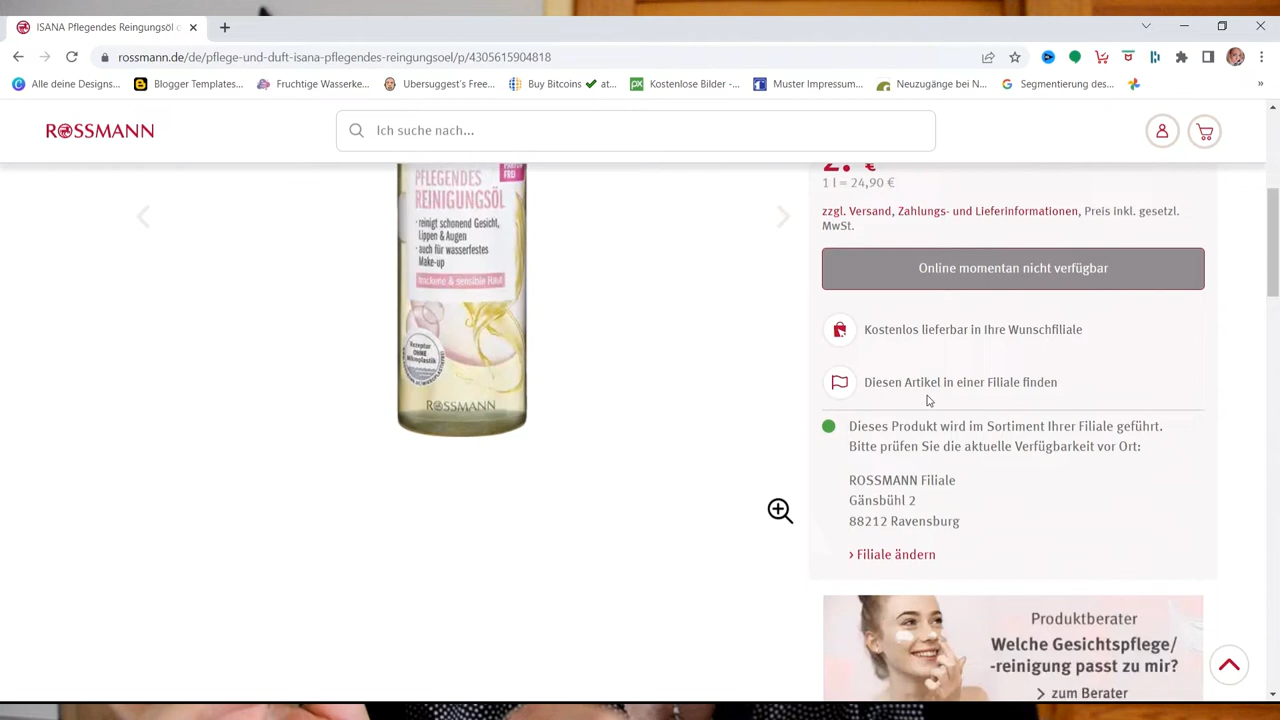 ISANA Pflegendes Reinigungsöl
rossmann.de/de/pflege-und-duft-isana-pflegendes-reinigungsoel/p/4305615904818
Alle deine Designs... Blogger Templates... Fruchtige Wasserke... Ubersuggest's Free... Buy Bitcoins ✔ at... Kostenlose Bilder -... Muster Impressum... Neuzugänge bei N... Segmentierung des... »
ROSSMANN
Ich suche nach...
FREI
PFLEGENDES
REINIGUNGSÖL
· reinigt schonend Gesicht,
Lippen & Augen
· auch für wasserfestes
Make-up
trockene & sensible Haut
Rezeptur
OHNE
Mikroplastik
ROSSMANN
1 l = 24,90 €
zzgl. Versand, Zahlungs- und Lieferinformationen, Preis inkl. gesetzl.
MwSt.
Online momentan nicht verfügbar
Kostenlos lieferbar in Ihre Wunschfiliale
Diesen Artikel in einer Filiale finden
Dieses Produkt wird im Sortiment Ihrer Filiale geführt.
Bitte prüfen Sie die aktuelle Verfügbarkeit vor Ort:
ROSSMANN Filiale
Gänsbühl 2
88212 Ravensburg
› Filiale ändern
Produktberater
Welche Gesichtspflege/
-reinigung passt zu mir?
> zum Berater